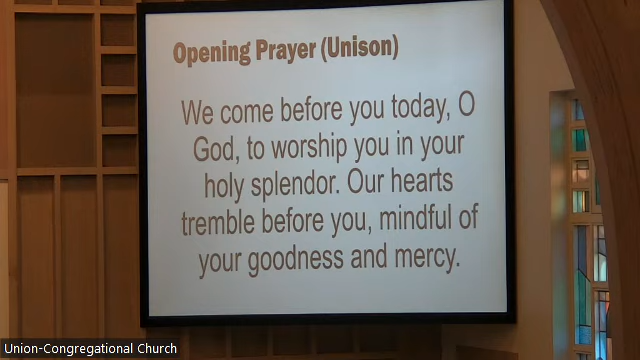 Opening Prayer (Unison)
We come before you today, O
God, to worship you in your
holy splendor. Our hearts
tremble before you, mindful of
your goodness and mercy.
Union-Congregational Church